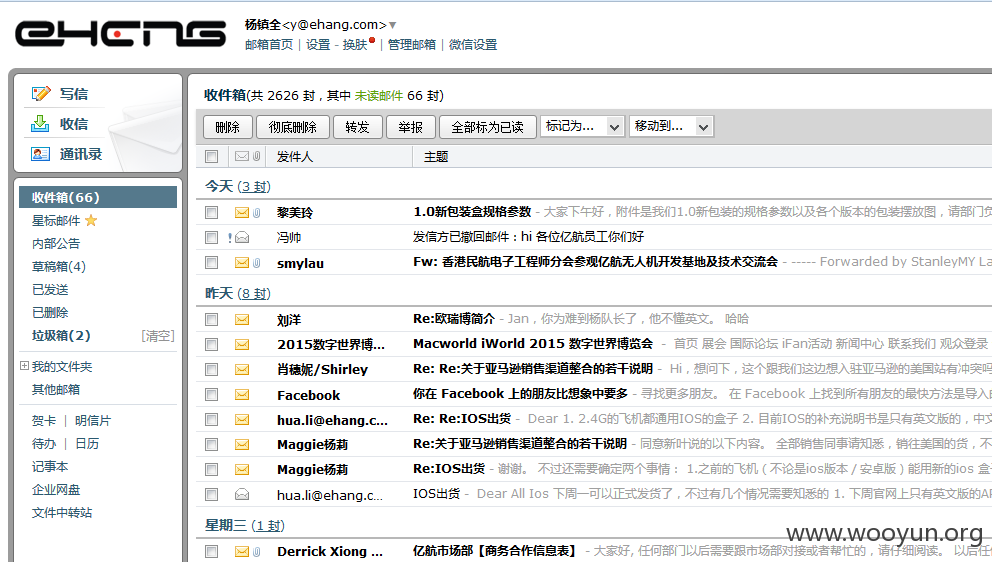 EHANG
杨镇全<y@ehang.com>
邮箱首页 | 设置 - 换肤 | 管理邮箱 | 微信设置
写信
收信
通讯录
收件箱(66)
星标邮件
内部公告
草稿箱(4)
已发送
已删除
垃圾箱(2) [清空]
我的文件夹
其他邮箱
贺卡 | 明信片
待办 | 日历
记事本
企业网盘
文件中转站
收件箱(共 2626 封，其中 未读邮件 66 封)
删除 彻底删除 转发 举报 全部标为已读 标记为... 移动到...
发件人 主题
今天 (3 封)
黎美玲 1.0新包装盒规格参数 - 大家下午好，附件是我们1.0新包装的规格参数以及各个版本的包装摆放图，请部门负
冯帅 发信方已撤回邮件：hi 各位亿航员工你们好
smylau Fw: 香港民航电子工程师分会参观亿航无人机开发基地及技术交流会 - ----- Forwarded by StanleyMY La
昨天 (8 封)
刘洋 Re:欧瑞博简介 - Jan，你为难到杨队长了，他不懂英文。 哈哈
2015数字世界博... Macworld iWorld 2015 数字世界博览会 - 首页 展会 国际论坛 iFan活动 新闻中心 联系我们 观众登录
肖穗妮/Shirley Re: Re:关于亚马逊销售渠道整合的若干说明 - Hi，想问下，这个跟我们这边想入驻亚马逊的美国站有冲突吗
Facebook 你在 Facebook 上的朋友比想象中要多 - 寻找更多朋友。 在 Facebook 上找到所有朋友的最快方法是导入的
hua.li@ehang.c... Re: Re:IOS出货 - Dear 1. 2.4G的飞机都通用IOS的盒子 2. 目前IOS的补充说明书是只有英文版的，中文
Maggie杨莉 Re:关于亚马逊销售渠道整合的若干说明 - 同意新叶说的以下内容。 全部销售同事请知悉，销往美国的货，不
Maggie杨莉 Re:IOS出货 - 谢谢。 不过还需要确定两个事情： 1.之前的飞机（不论是ios版本 / 安卓版）能用新的ios 盒
hua.li@ehang.c... IOS出货 - Dear All Ios 下周一可以正式发货了，不过有几个情况需要知悉的 1. 下周官网上只有英文版的AP
星期三 (1 封)
Derrick Xiong ... 亿航市场部【商务合作信息表】 - 大家好, 任何部门以后需要跟市场部对接或者帮忙的，请仔细阅读。 以后任
www.wooyun.org